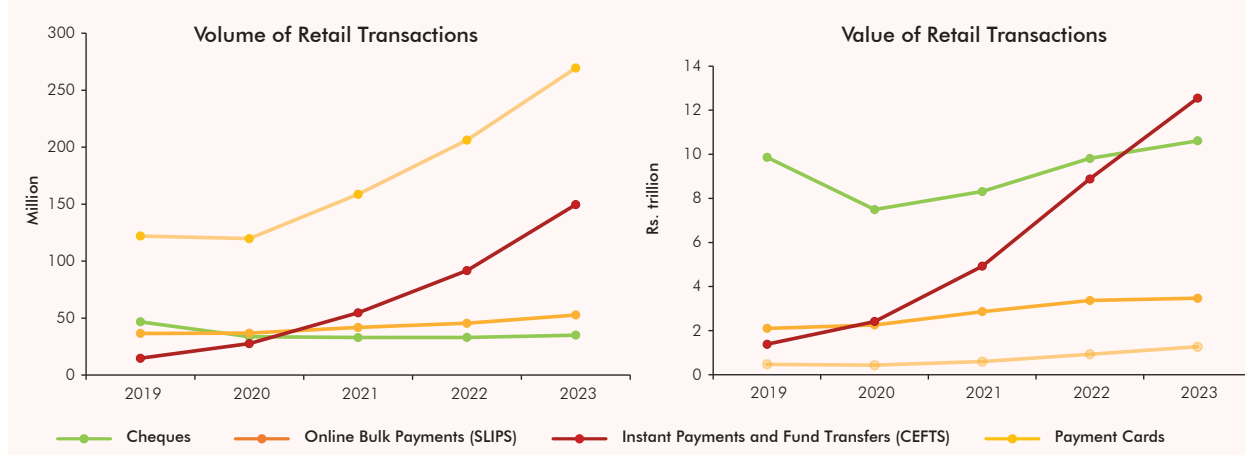 Volume of Retail Transactions
Million
300
250
200
150
100
50
0
2019 2020 2021 2022 2023
Value of Retail Transactions
Rs. trillion
14
12
10
8
6
4
2
0
2019 2020 2021 2022 2023
Cheques Online Bulk Payments (SLIPS) Instant Payments and Fund Transfers (CEFTS) Payment Cards